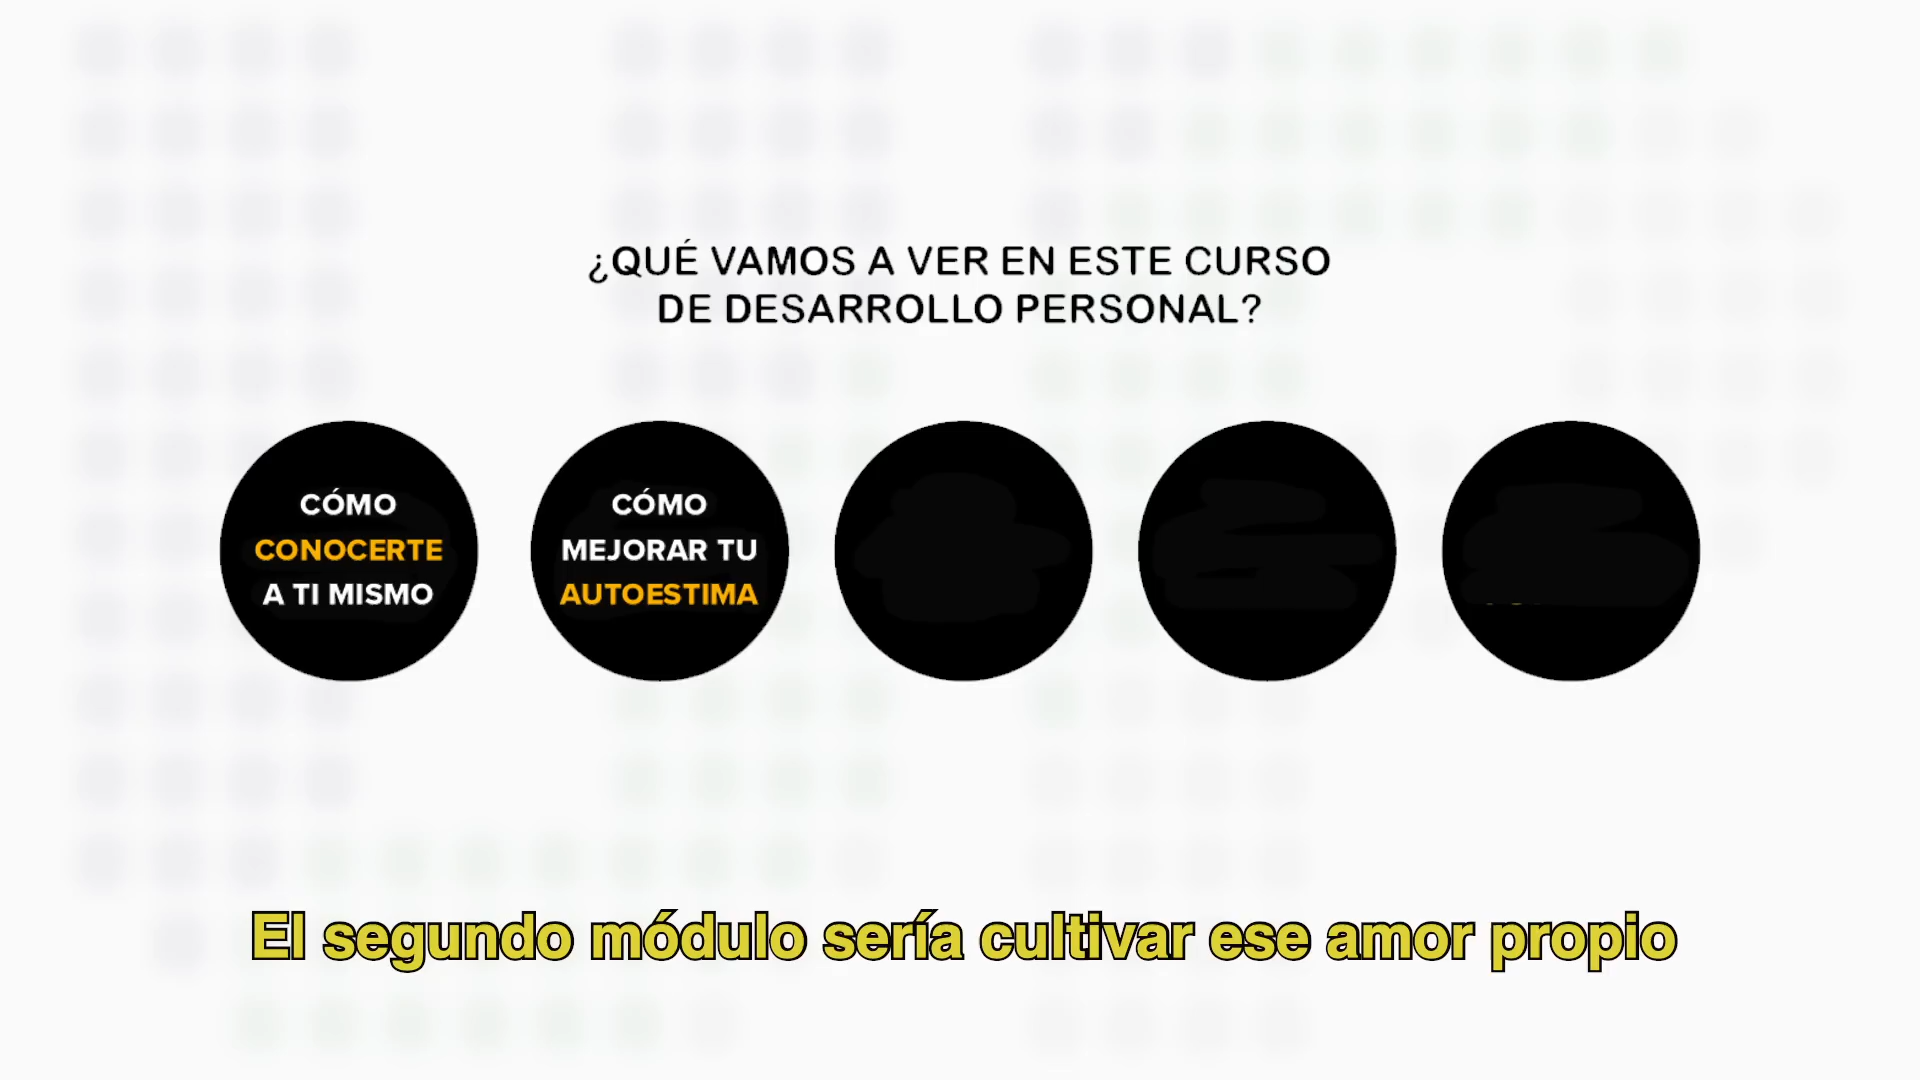 ¿QUÉ VAMOS A VER EN ESTE CURSO
DE DESARROLLO PERSONAL?
CÓMO
CONOCERTE
A TI MISMO
CÓMO
MEJORAR TU
AUTOESTIMA
El segundo módulo sería cultivar ese amor propio